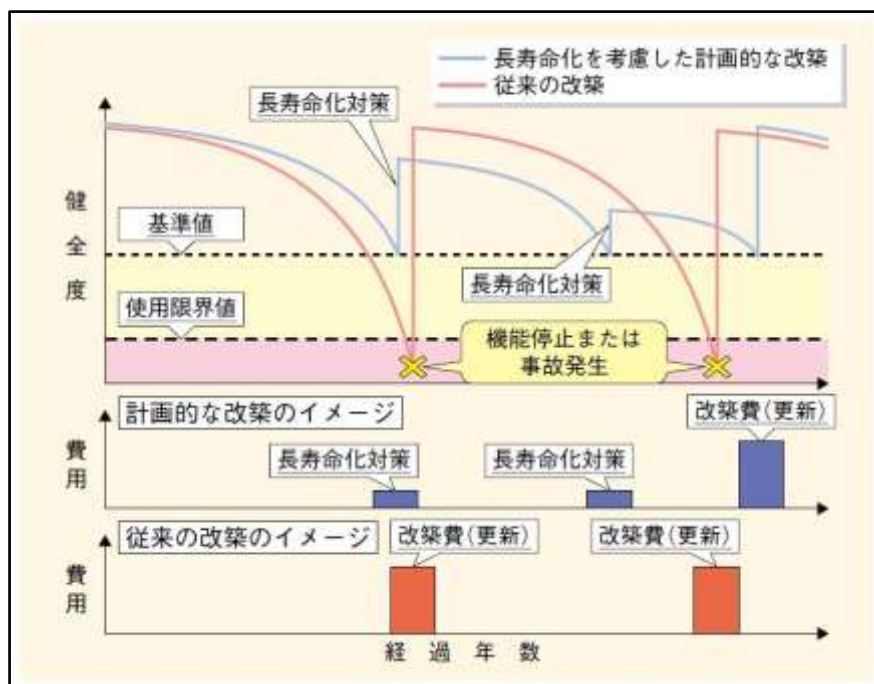 長寿命化を考慮した計画的な改築
従来の改築
長寿命化対策
健全度
基準値
長寿命化対策
使用限界値
機能停止または
事故発生
計画的な改築のイメージ
改築費(更新)
費用
長寿命化対策
長寿命化対策
従来の改築のイメージ
改築費(更新)
改築費(更新)
費用
経過年数